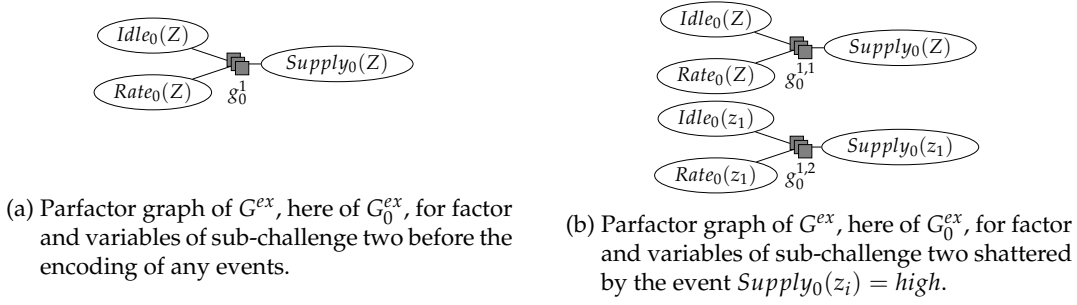 Idle₀(Z)
Rate₀(Z)
g₀¹
Supply₀(Z)
(a) Parfactor graph of Gᵉˣ, here of G₀ᵉˣ, for factor
and variables of sub-challenge two before the
encoding of any events.
Idle₀(Z)
Rate₀(Z)
g₀¹,¹
Supply₀(Z)
Idle₀(z₁)
Rate₀(z₁)
g₀¹,²
Supply₀(z₁)
(b) Parfactor graph of Gᵉˣ, here of G₀ᵉˣ, for factor
and variables of sub-challenge two shattered
by the event Supply₀(zᵢ) = high.